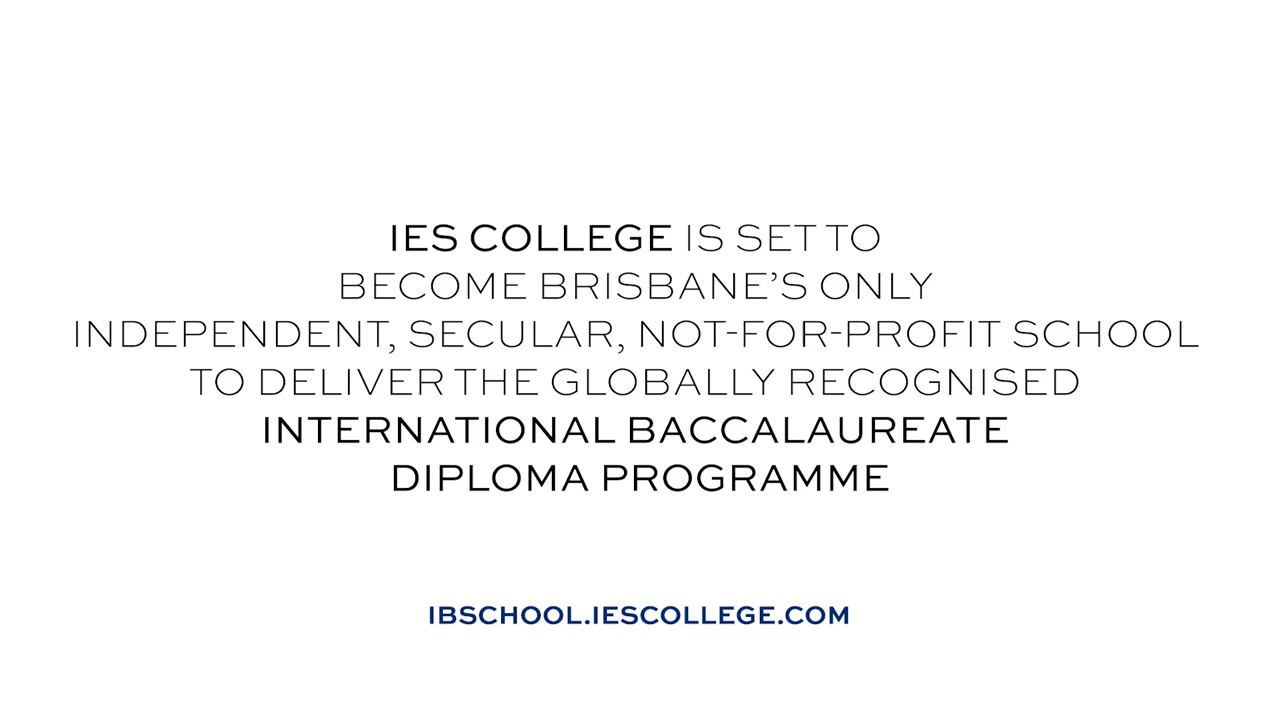 IES COLLEGE IS SET TO
BECOME BRISBANE'S ONLY
INDEPENDENT, SECULAR, NOT-FOR-PROFIT SCHOOL
TO DELIVER THE GLOBALLY RECOGNISED
INTERNATIONAL BACCALAUREATE
DIPLOMA PROGRAMME
IBSCHOOL.IESCOLLEGE.COM